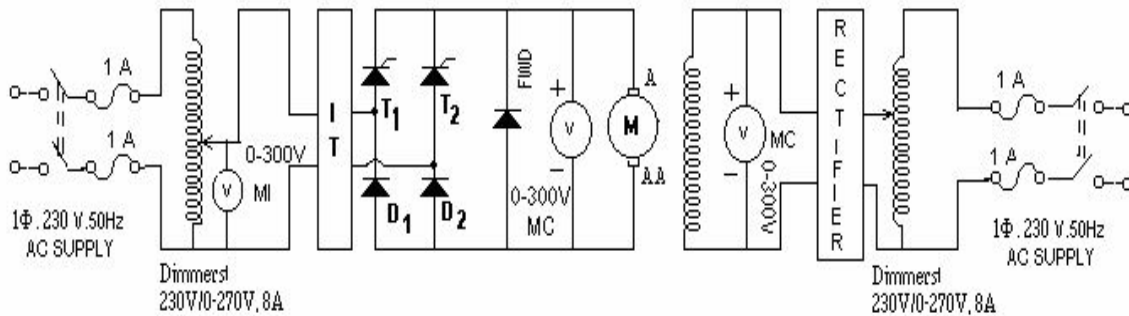 1 A
1 A
1Φ. 230 V.50Hz
AC SUPPLY
0-300V
V
MI
Dimmerst
230V/0-270V, 8A
I
T
T1
T2
D1
D2
FWD
+
V
−
0-300V
MC
A
M
AA
+
V
−
MC
0-300V
RECTIFIER
Dimmerst
230V/0-270V, 8A
1 A
1 A
1Φ. 230 V.50Hz
AC SUPPLY